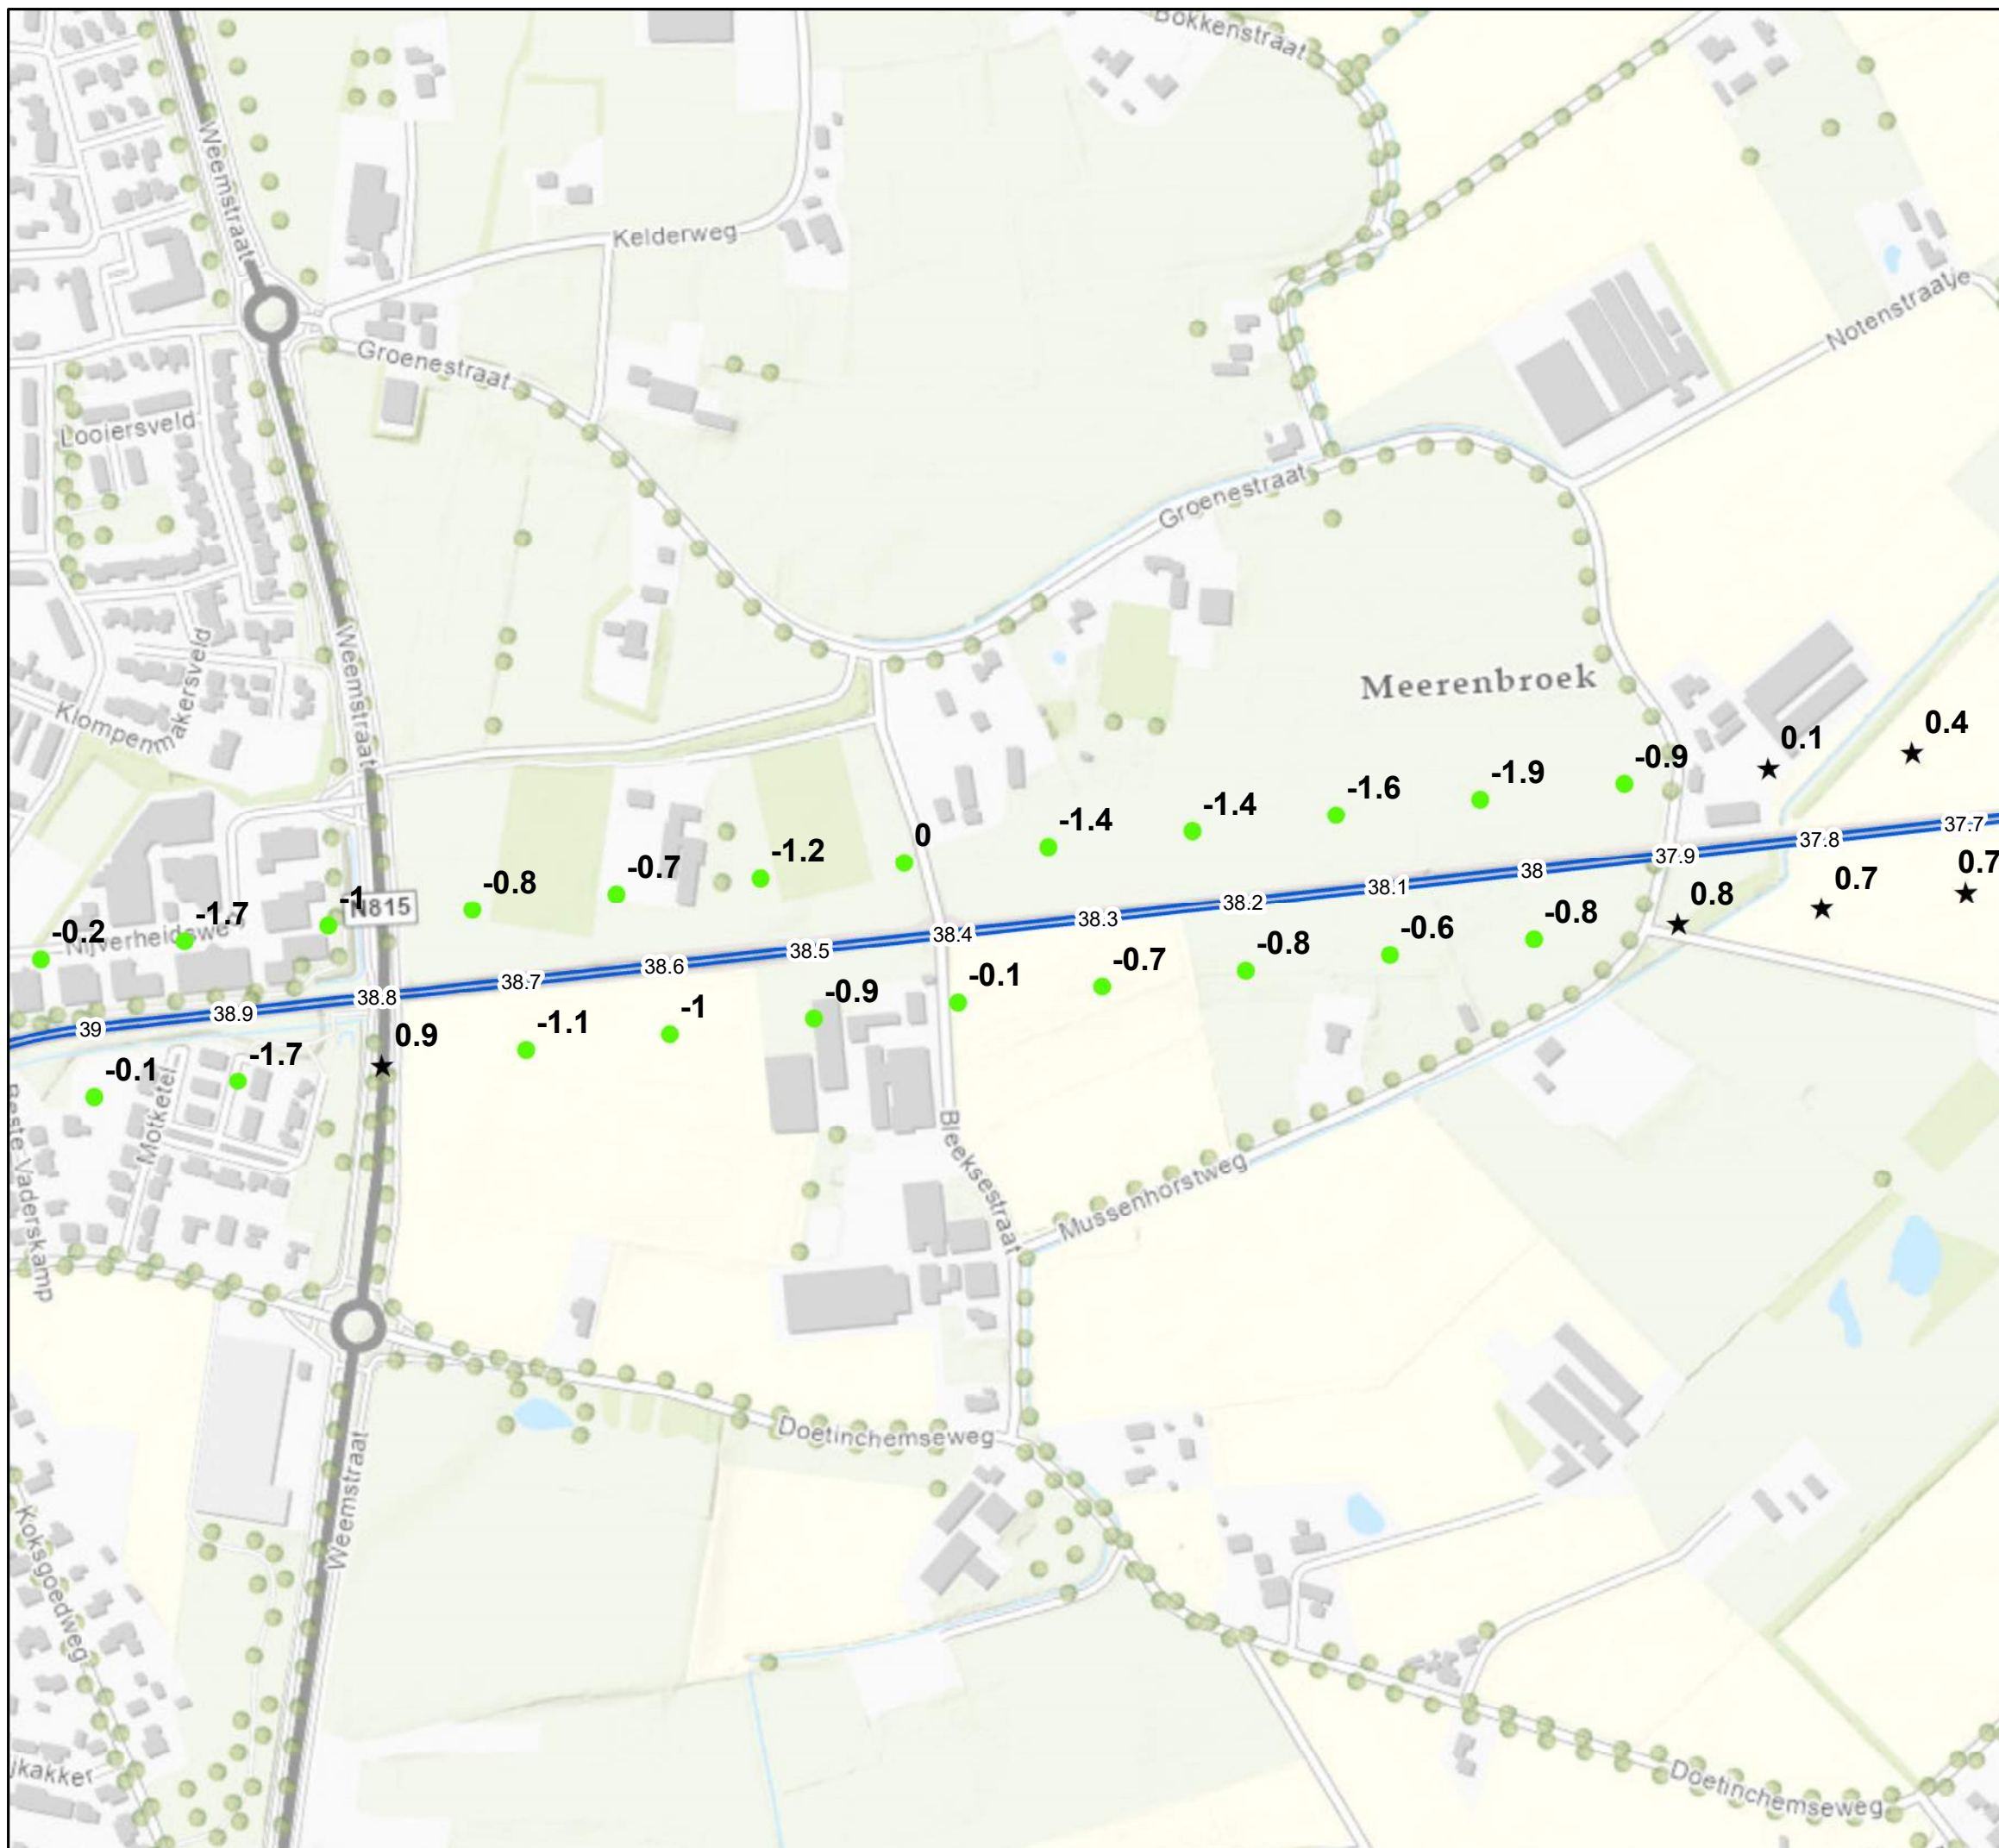 Bokkenstraat
Weemstraat
Kelderweg
Notenstraatje
Groenestraat
Looiersveld
Groenestraat
Weemstraat
Klompenmakersveld
Meerenbroek
0.4
0.1
-0.9
-1.9
-1.6
-1.4
-1.4
0
-1.2
-0.7
-0.8
-1
-1.7
-0.2
N815
37.7
37.8
37.9
38
38.1
38.2
38.3
38.4
38.5
38.6
38.7
38.8
38.9
39
0.7
0.7
0.8
-0.8
-0.6
-0.8
-0.7
-0.1
-0.9
-1
-1.1
0.9
-1.7
-0.1
Motketel
Beste Vaderskamp
Bleeksestraat
Mussenhorstweg
Doetinchemseweg
Weemstraat
Koksgoedweg
jkakker
Doetinchemseweg